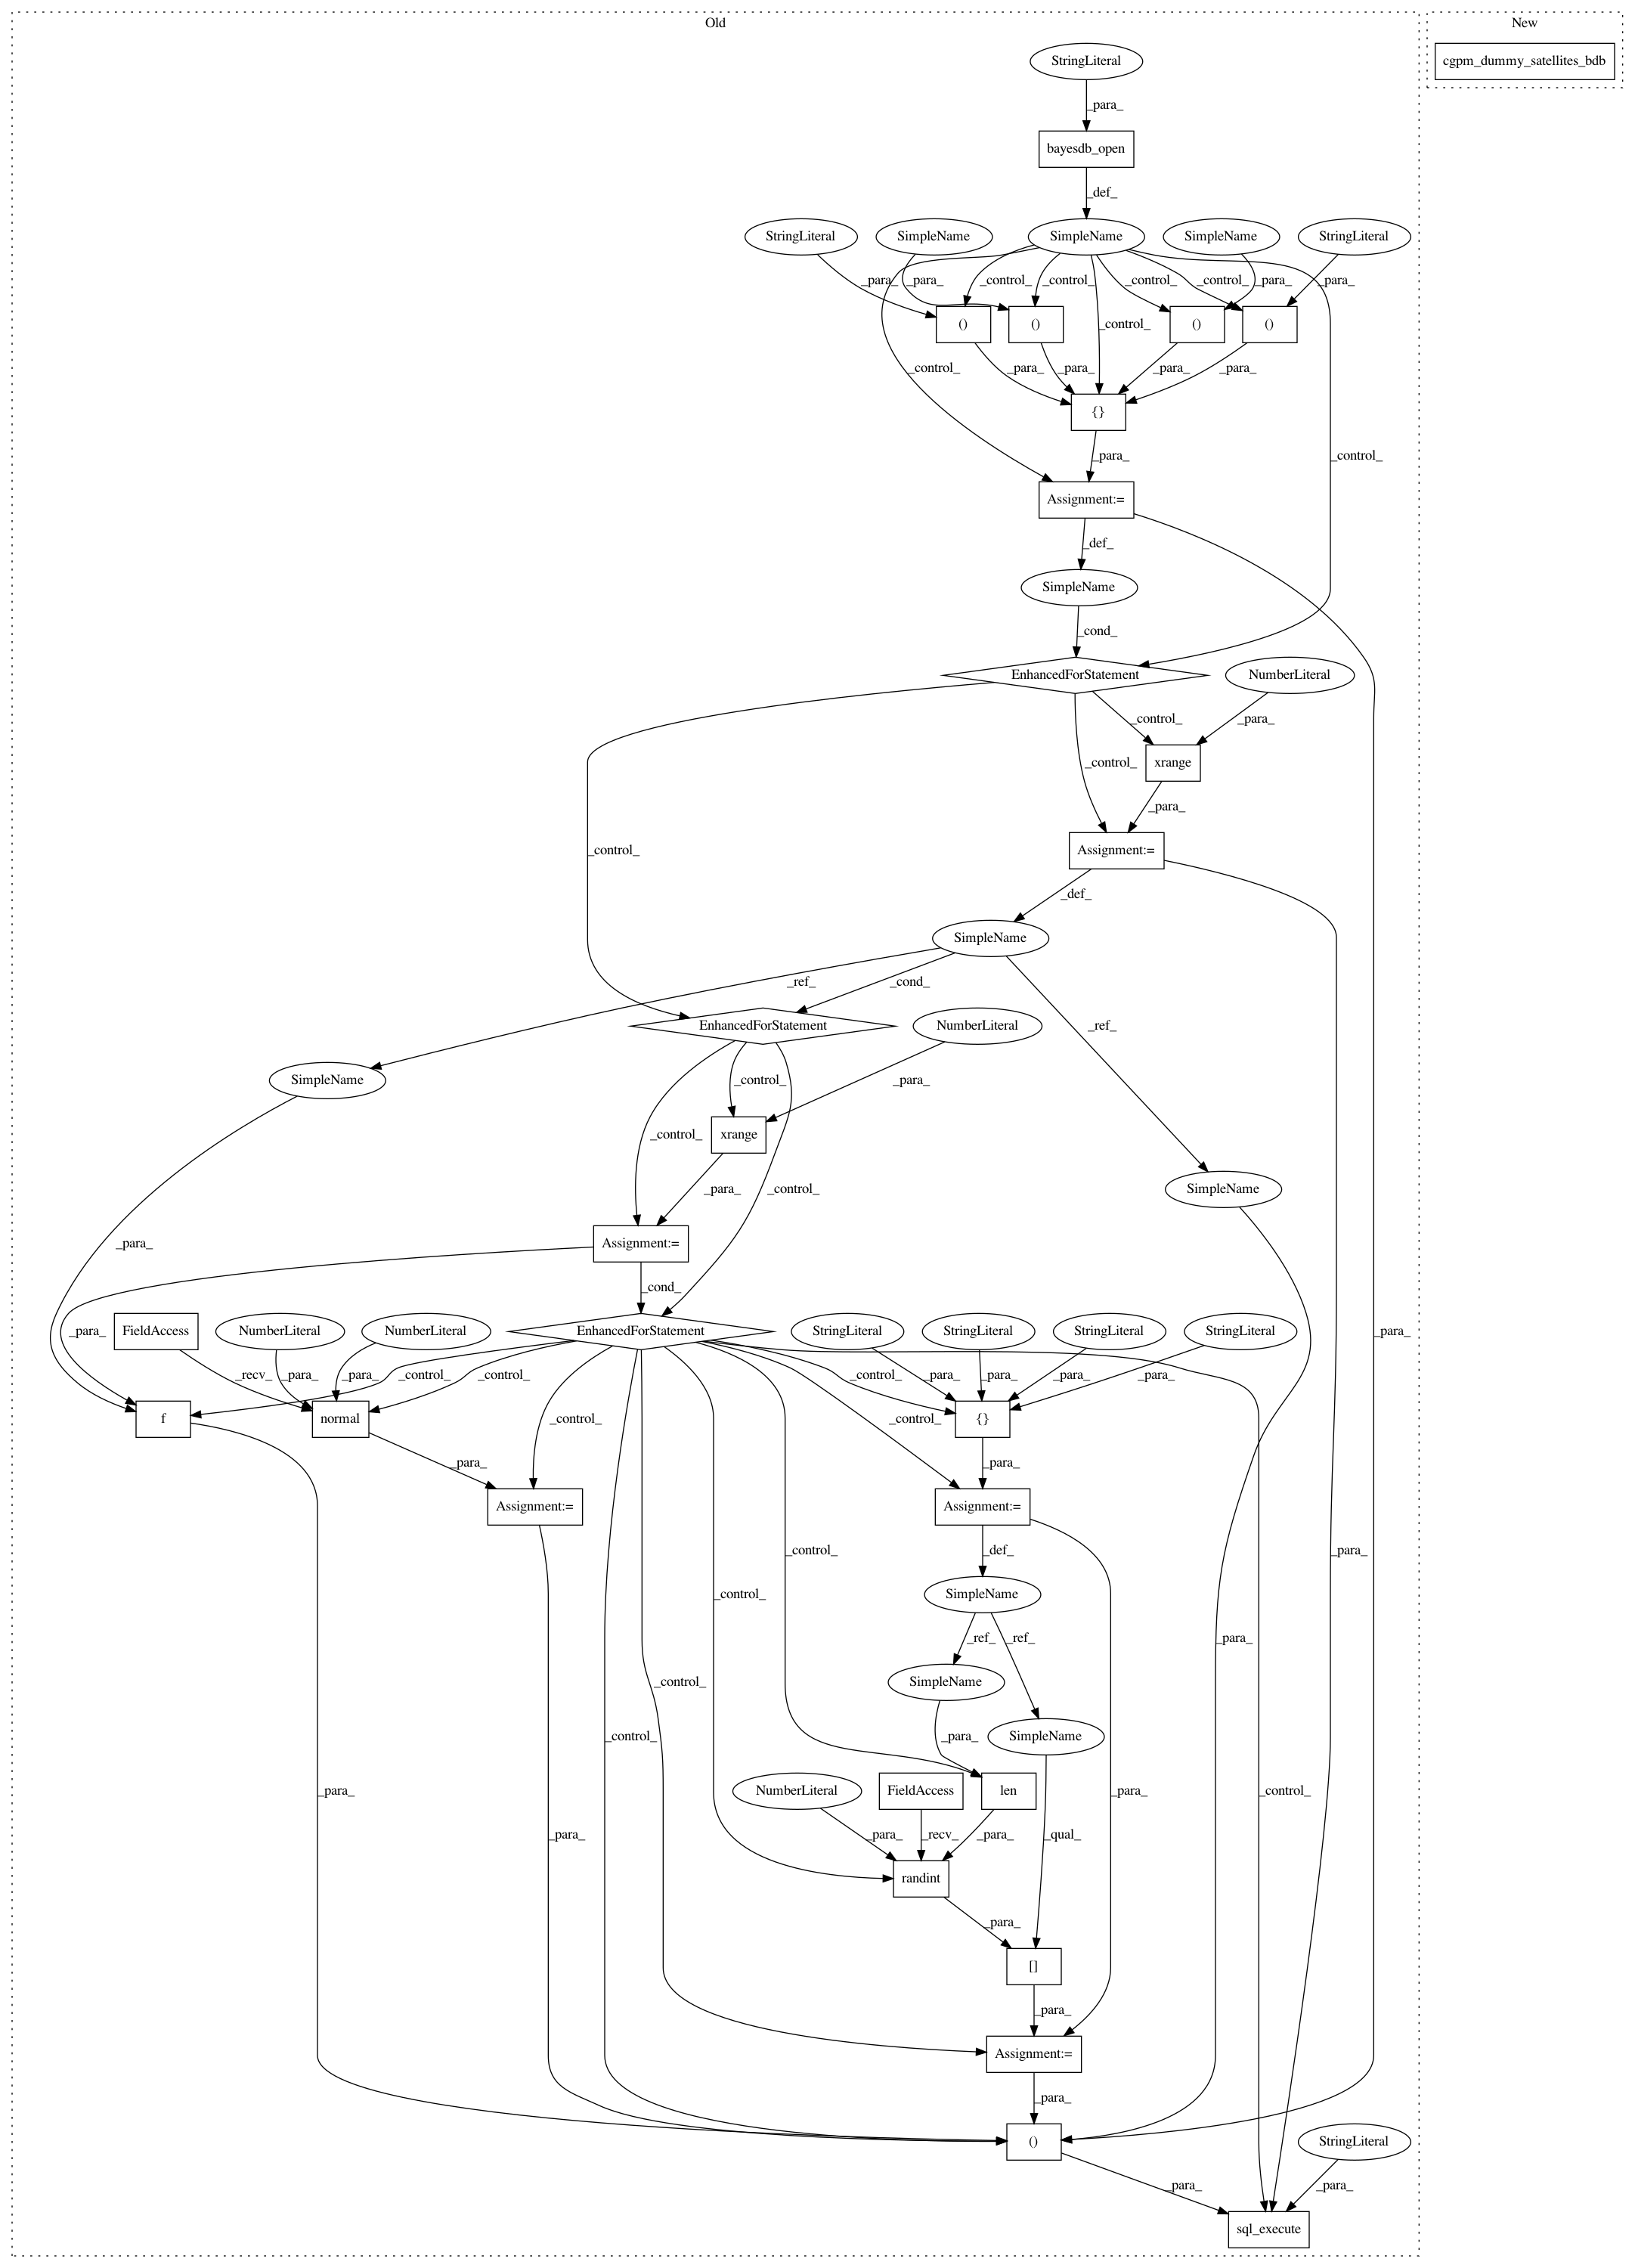 Old
New
StringLiteral
cgpm_dummy_satellites_bdb
_para_
bayesdb_open
_def_
StringLiteral
SimpleName
SimpleName
SimpleName
StringLiteral
_para_
_para_
_control_
_control_
_control_
_control_
_para_
_para_
()
()
_control_
()
()
_control_
_para_
_para_
_para_
_para_
{}
_para_
_control_
Assignment:=
_def_
SimpleName
_cond_
EnhancedForStatement
NumberLiteral
_control_
_para_
_control_
xrange
_para_
_control_
Assignment:=
_def_
SimpleName
_ref_
_cond_
EnhancedForStatement
NumberLiteral
_ref_
SimpleName
_control_
_para_
xrange
_control_
_para_
_control_
SimpleName
_para_
Assignment:=
_cond_
_para_
FieldAccess
NumberLiteral
NumberLiteral
EnhancedForStatement
StringLiteral
StringLiteral
StringLiteral
StringLiteral
_para_
_recv_
_para_
_para_
_control_
_control_
_control_
_para_
_para_
_para_
_para_
f
normal
_control_
_control_
{}
_para_
_para_
Assignment:=
Assignment:=
_control_
_def_
_para_
_control_
SimpleName
_ref_
_ref_
_para_
_control_
SimpleName
_control_
_para_
SimpleName
_para_
NumberLiteral
FieldAccess
len
_para_
_control_
_para_
_para_
_recv_
_para_
_qual_
randint
_para_
[]
_para_
Assignment:=
_para_
()
StringLiteral
_para_
_para_
sql_execute